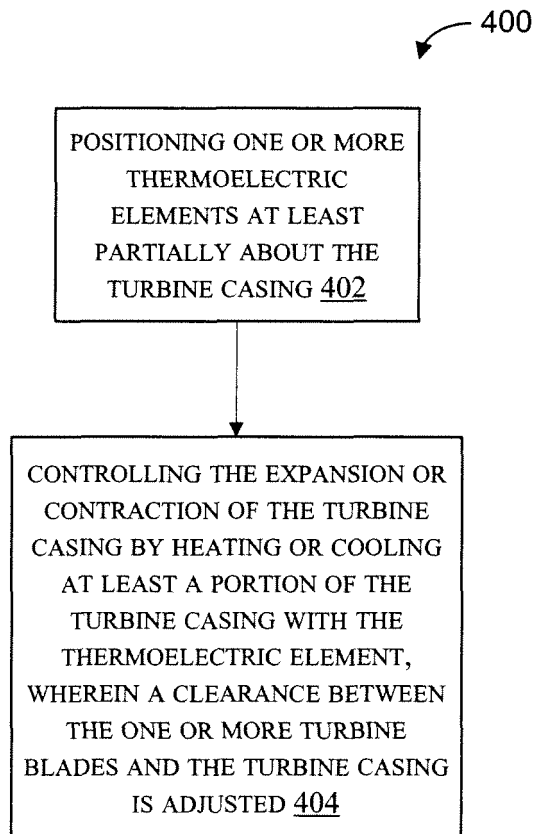 400
POSITIONING ONE OR MORE
THERMOELECTRIC
ELEMENTS AT LEAST
PARTIALLY ABOUT THE
TURBINE CASING 402
CONTROLLING THE EXPANSION OR
CONTRACTION OF THE TURBINE
CASING BY HEATING OR COOLING
AT LEAST A PORTION OF THE
TURBINE CASING WITH THE
THERMOELECTRIC ELEMENT,
WHEREIN A CLEARANCE BETWEEN
THE ONE OR MORE TURBINE
BLADES AND THE TURBINE CASING
IS ADJUSTED 404